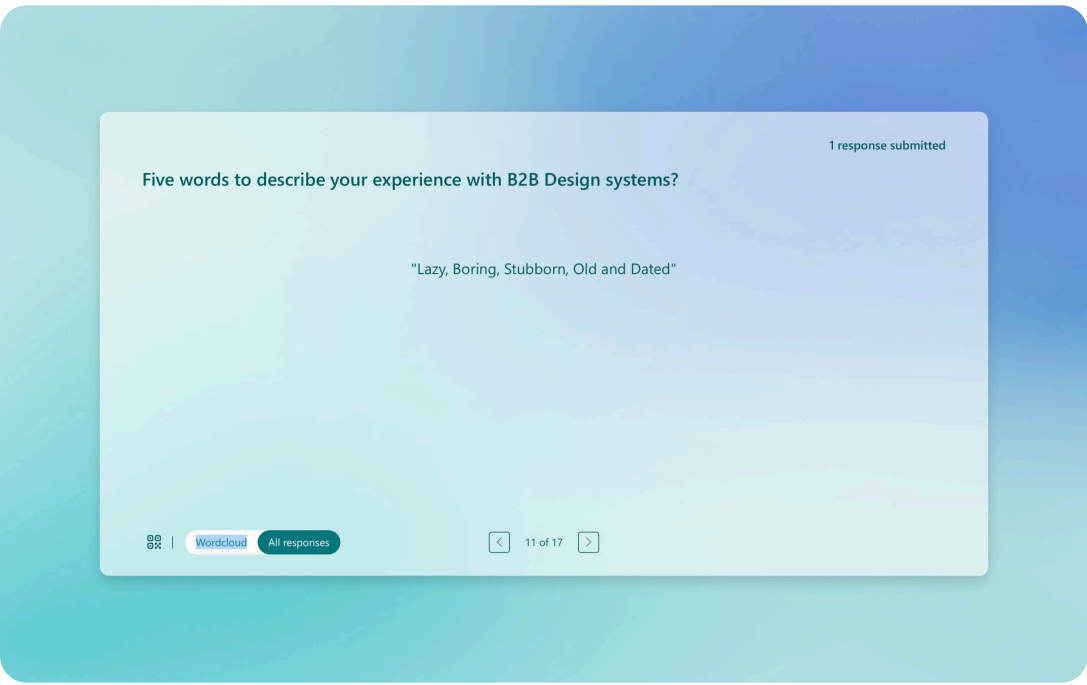 1 response submitted
Five words to describe your experience with B2B Design systems?
"Lazy, Boring, Stubborn, Old and Dated"
Wordcloud All responses 11 of 17